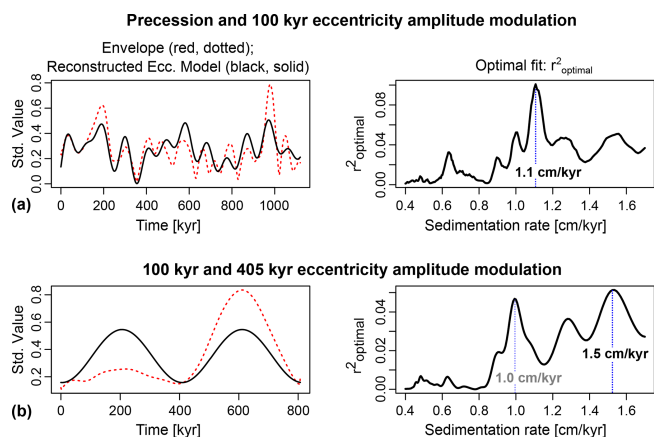 Precession and 100 kyr eccentricity amplitude modulation
Envelope (red, dotted);
Reconstructed Ecc. Model (black, solid)
Std. Value
0.0 0.2 0.4 0.6 0.8
0 200 400 600 800 1000
Time [kyr]
(a)
Optimal fit: r²optimal
r²optimal
0.00 0.04 0.08
1.1 cm/kyr
0.4 0.6 0.8 1.0 1.2 1.4 1.6
Sedimentation rate [cm/kyr]
100 kyr and 405 kyr eccentricity amplitude modulation
Std. Value
0.2 0.4 0.6 0.8
0 200 400 600 800
Time [kyr]
(b)
r²optimal
0.00 0.02 0.04
1.0 cm/kyr
1.5 cm/kyr
0.4 0.6 0.8 1.0 1.2 1.4 1.6
Sedimentation rate [cm/kyr]